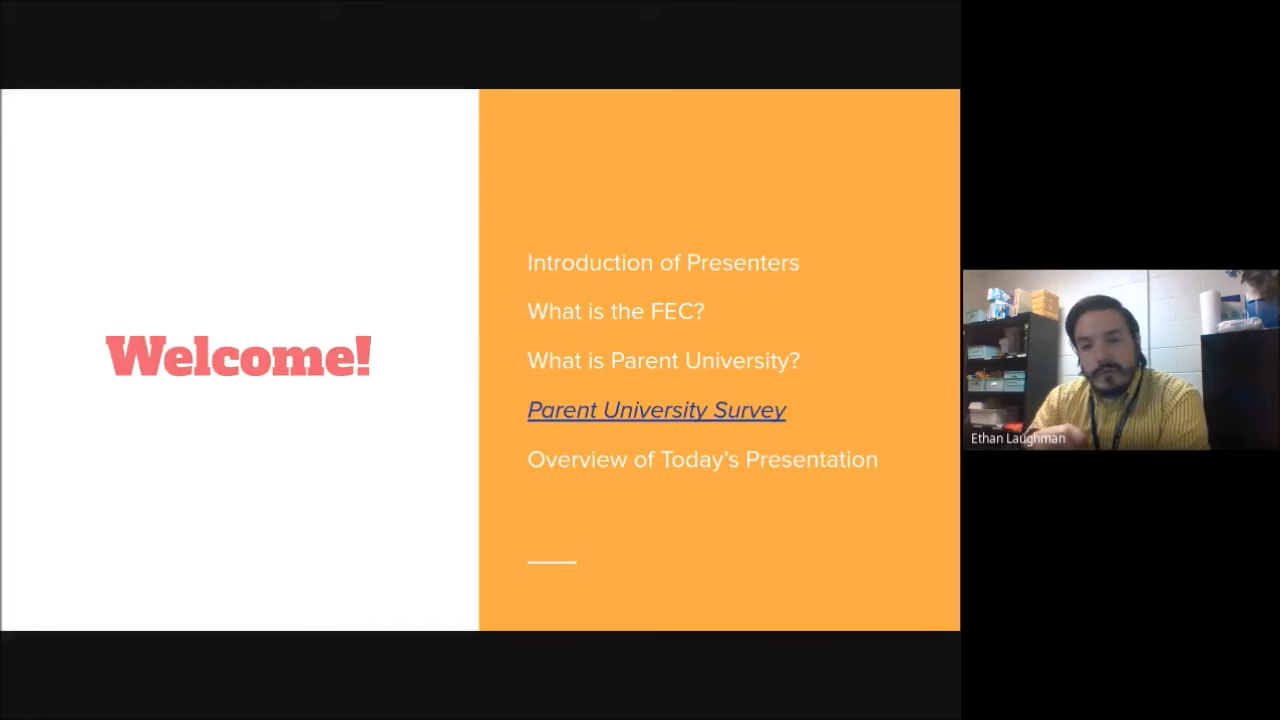 Welcome!
Introduction of Presenters
What is the FEC?
What is Parent University?
Parent University Survey
Overview of Today's Presentation
Ethan Laughman